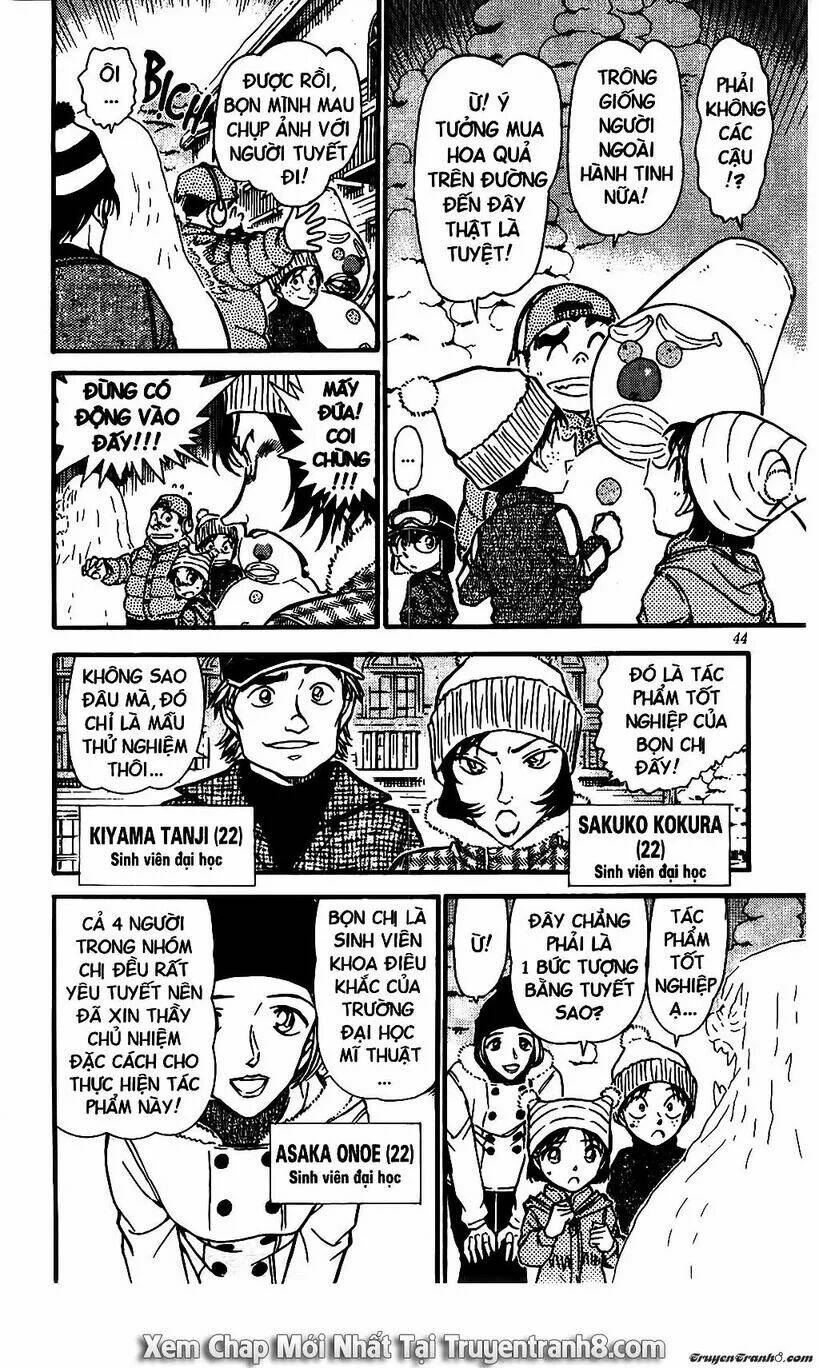 PHẢI
KHÔNG
CÁC
CẬU
!?
TRÔNG
GIỐNG
NGƯỜI
NGOÀI
HÀNH TINH
NỮA!
Ừ! Ý
TƯỞNG MUA
HOA QUẢ
TRÊN ĐƯỜNG
ĐẾN ĐÂY
THẬT LÀ
TUYỆT!
...
ĐƯỢC RỒI,
BỌN MÌNH MAU
CHỤP ẢNH VỚI
NGƯỜI TUYẾT
ĐI!
BỊCH
ÔI
...
MẤY
ĐỨA!
COI
CHỪNG
!!!
ĐỪNG CÓ
ĐỘNG VÀO
ĐẤY!!!
44
ĐÓ LÀ TÁC
PHẨM TỐT
NGHIỆP CỦA
BỌN CHỊ
ĐẤY!
KHÔNG SAO
ĐÂU MÀ, ĐÓ
CHỈ LÀ MẪU
THỬ NGHIỆM
THÔI...
SAKUKO KOKURA
(22)
Sinh viên đại học
KIYAMA TANJI (22)
Sinh viên đại học
TÁC
PHẨM
TỐT
NGHIỆP
Ạ...
ĐÂY CHẲNG
PHẢI LÀ
1 BỨC TƯỢNG
BẰNG TUYẾT
SAO?
Ừ!
BỌN CHỊ LÀ
SINH VIÊN
KHOA ĐIÊU
KHẮC CỦA
TRƯỜNG
ĐẠI HỌC
MĨ THUẬT
...
CẢ 4 NGƯỜI
TRONG NHÓM
CHỊ ĐỀU RẤT
YÊU TUYẾT NÊN
ĐÃ XIN THẦY
CHỦ NHIỆM
ĐẶC CÁCH CHO
THỰC HIỆN TÁC
PHẨM NÀY!
ASAKA ONOE (22)
Sinh viên đại học
Xem Chap Mới Nhất Tại Truyentranh8.com
TruyenTranh8.com